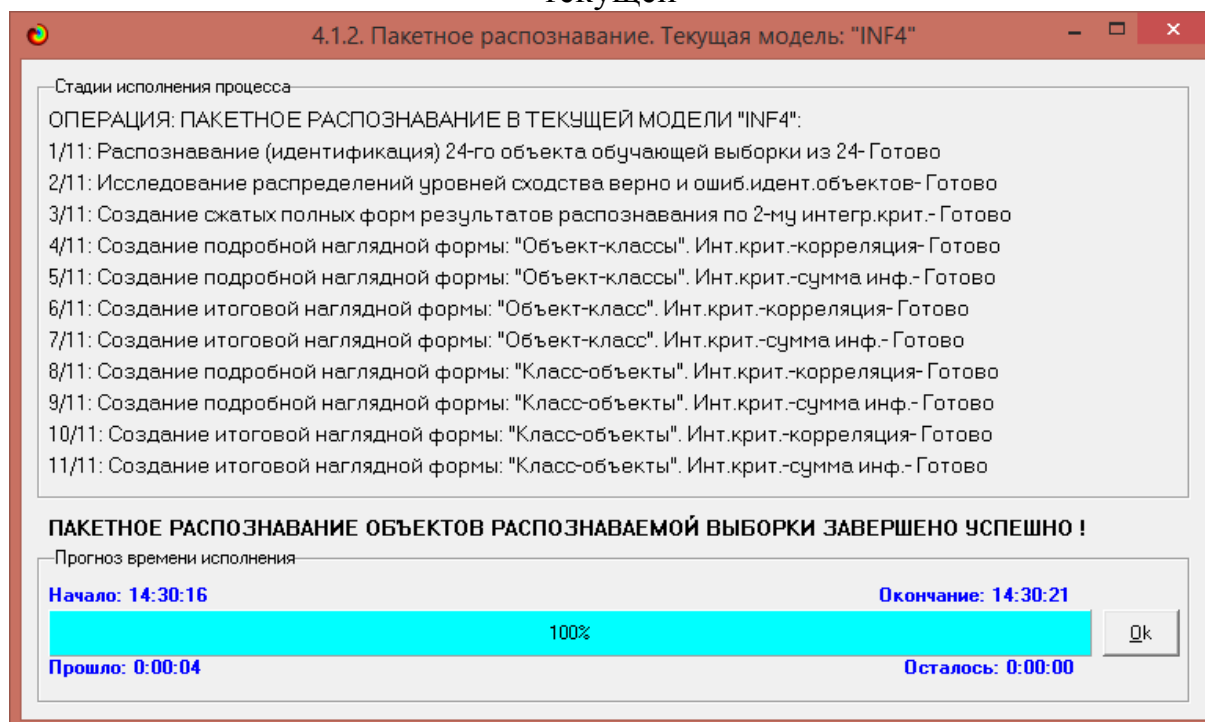 текущей
4.1.2. Пакетное распознавание. Текущая модель: "INF4"
Стадии исполнения процесса
ОПЕРАЦИЯ: ПАКЕТНОЕ РАСПОЗНАВАНИЕ В ТЕКУЩЕЙ МОДЕЛИ "INF4":
1/11: Распознавание (идентификация) 24-го объекта обучающей выборки из 24- Готово
2/11: Исследование распределений уровней сходства верно и ошиб.идент.объектов- Готово
3/11: Создание сжатых полных форм результатов распознавания по 2-му интегр.крит.- Готово
4/11: Создание подробной наглядной формы: "Объект-классы". Инт.крит.-корреляция- Готово
5/11: Создание подробной наглядной формы: "Объект-классы". Инт.крит.-сумма инф.- Готово
6/11: Создание итоговой наглядной формы: "Объект-класс". Инт.крит.-корреляция- Готово
7/11: Создание итоговой наглядной формы: "Объект-класс". Инт.крит.-сумма инф.- Готово
8/11: Создание подробной наглядной формы: "Класс-объекты". Инт.крит.-корреляция- Готово
9/11: Создание подробной наглядной формы: "Класс-объекты". Инт.крит.-сумма инф.- Готово
10/11: Создание итоговой наглядной формы: "Класс-объекты". Инт.крит.-корреляция- Готово
11/11: Создание итоговой наглядной формы: "Класс-объекты". Инт.крит.-сумма инф.- Готово
ПАКЕТНОЕ РАСПОЗНАВАНИЕ ОБЪЕКТОВ РАСПОЗНАВАЕМОЙ ВЫБОРКИ ЗАВЕРШЕНО УСПЕШНО !
Прогноз времени исполнения
Начало: 14:30:16 Окончание: 14:30:21
100% Ok
Прошло: 0:00:04 Осталось: 0:00:00